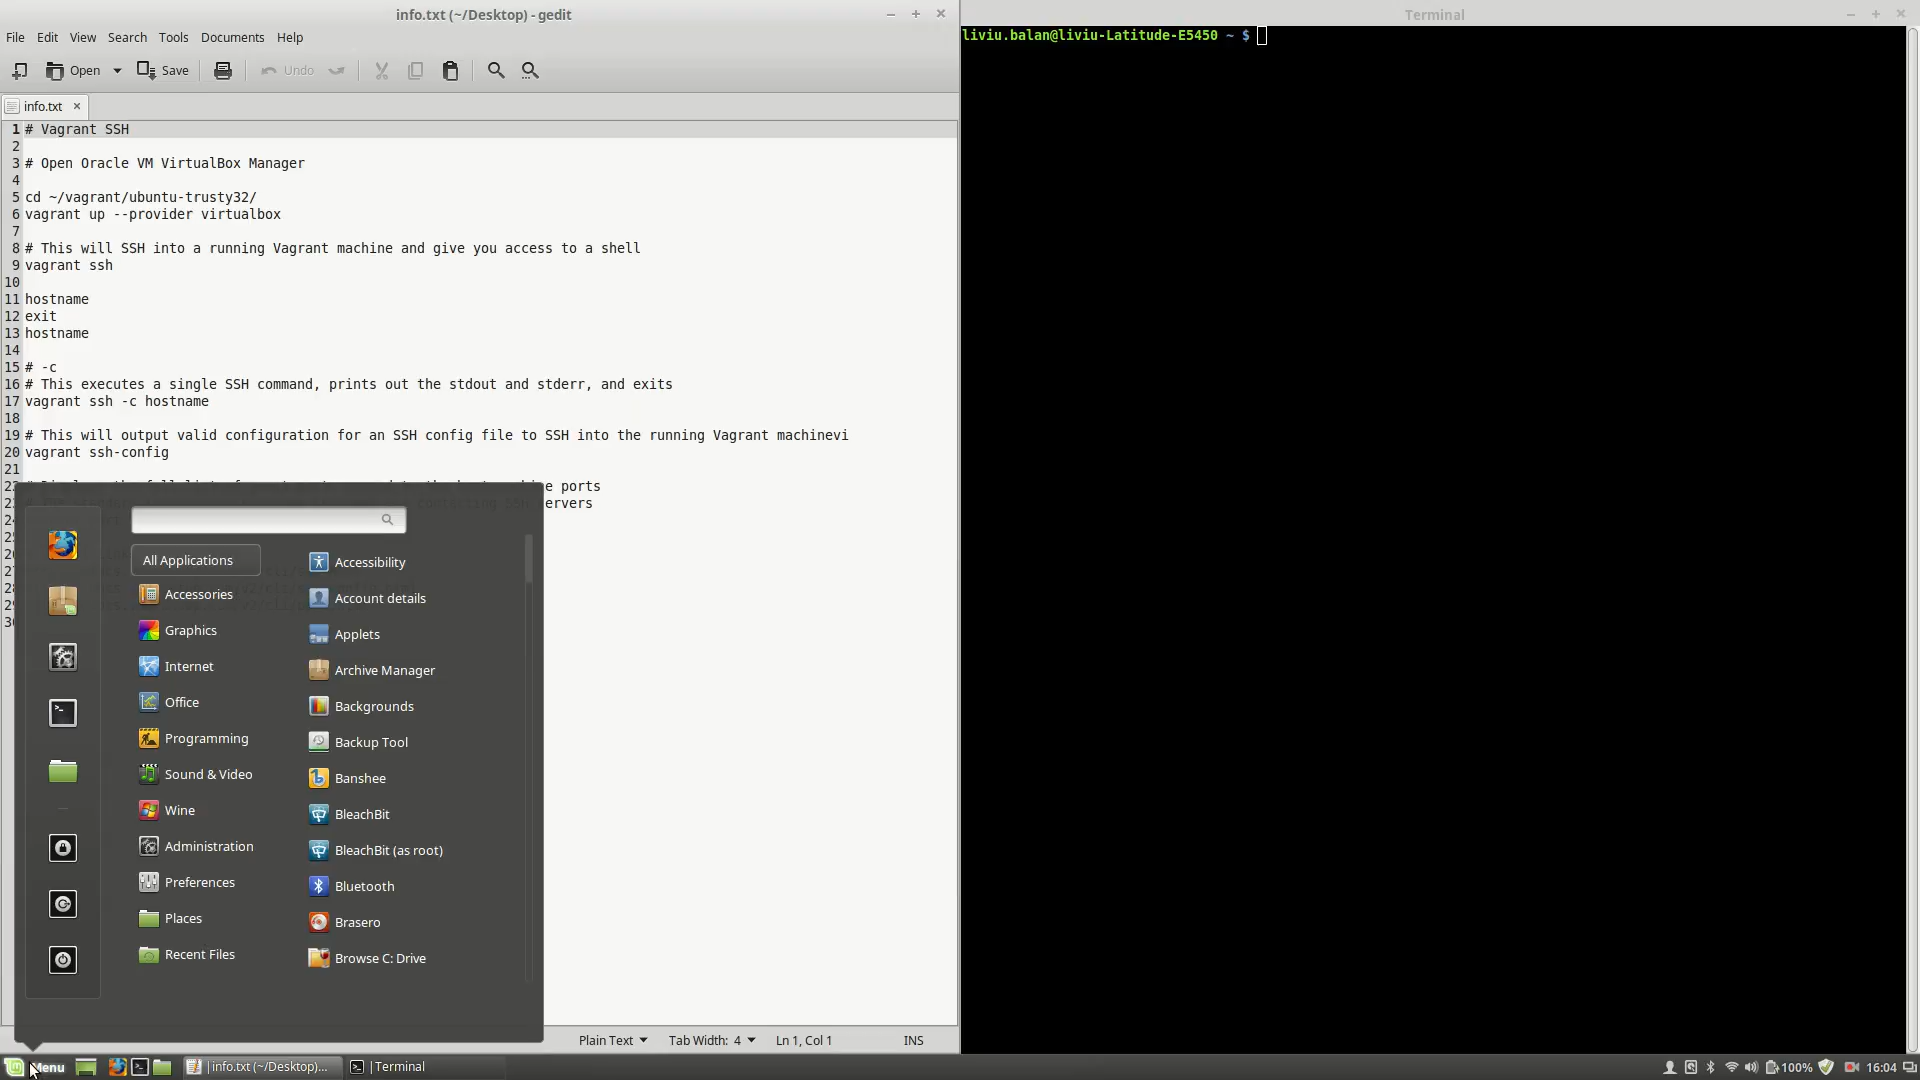 info.txt (~/Desktop) - gedit
File Edit View Search Tools Documents Help
Open Save Undo
info.txt
1 # Vagrant SSH
2
3 # Open Oracle VM VirtualBox Manager
4
5 cd ~/vagrant/ubuntu-trusty32/
6 vagrant up --provider virtualbox
7
8 # This will SSH into a running Vagrant machine and give you access to a shell
9 vagrant ssh
10
11 hostname
12 exit
13 hostname
14
15 # -c
16 # This executes a single SSH command, prints out the stdout and stderr, and exits
17 vagrant ssh -c hostname
18
19 # This will output valid configuration for an SSH config file to SSH into the running Vagrant machinevi
20 vagrant ssh-config
21
ports
All Applications
Accessories
Graphics
Internet
Office
Programming
Sound & Video
Wine
Administration
Preferences
Places
Recent Files
Accessibility
Account details
Applets
Archive Manager
Backgrounds
Backup Tool
Banshee
BleachBit
BleachBit (as root)
Bluetooth
Brasero
Browse C: Drive
Plain Text Tab Width: 4 Ln 1, Col 1 INS
Terminal
liviu.balan@liviu-Latitude-E5450 ~ $
Menu info.txt (~/Desktop)... Terminal 100% 16:04